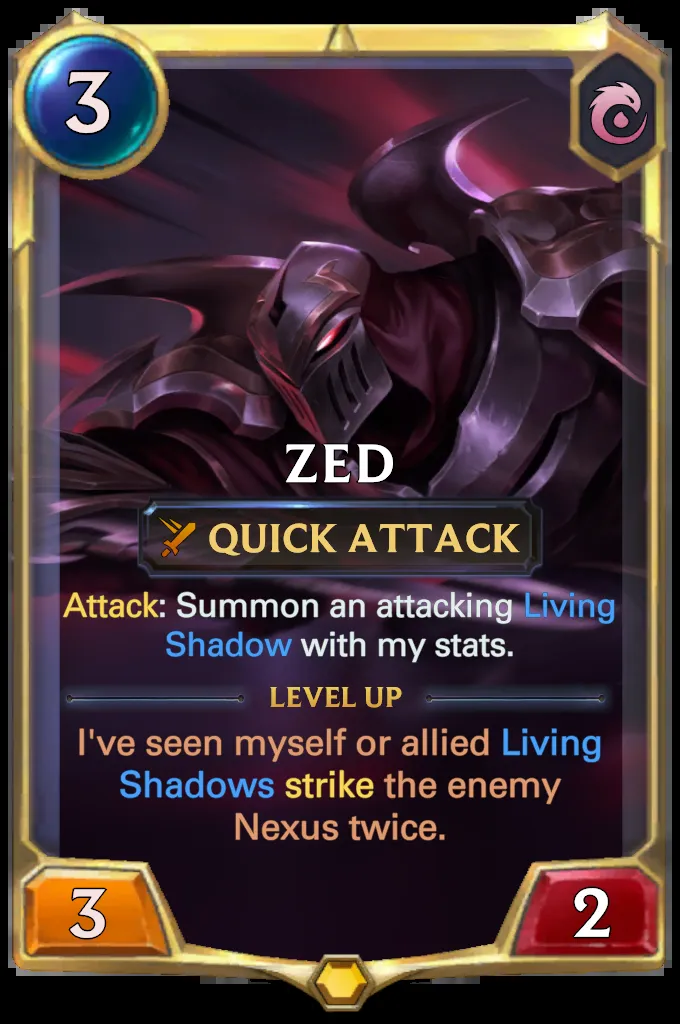 3
ZED
QUICK ATTACK
Attack: Summon an attacking Living
Shadow with my stats.
LEVEL UP
I've seen myself or allied Living
Shadows strike the enemy
Nexus twice.
3
2